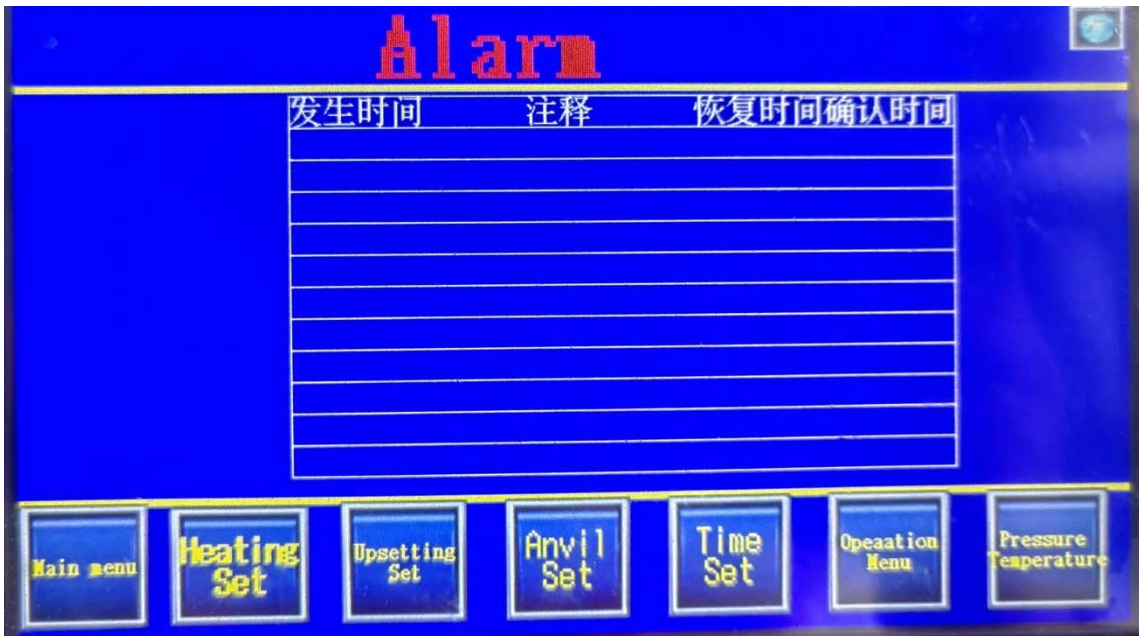 Alarm
发生时间 注释 恢复时间 确认时间
Main menu
Heating
Set
Upsetting
Set
Anvil
Set
Time
Set
Opeaation
Menu
Pressure
Temperature